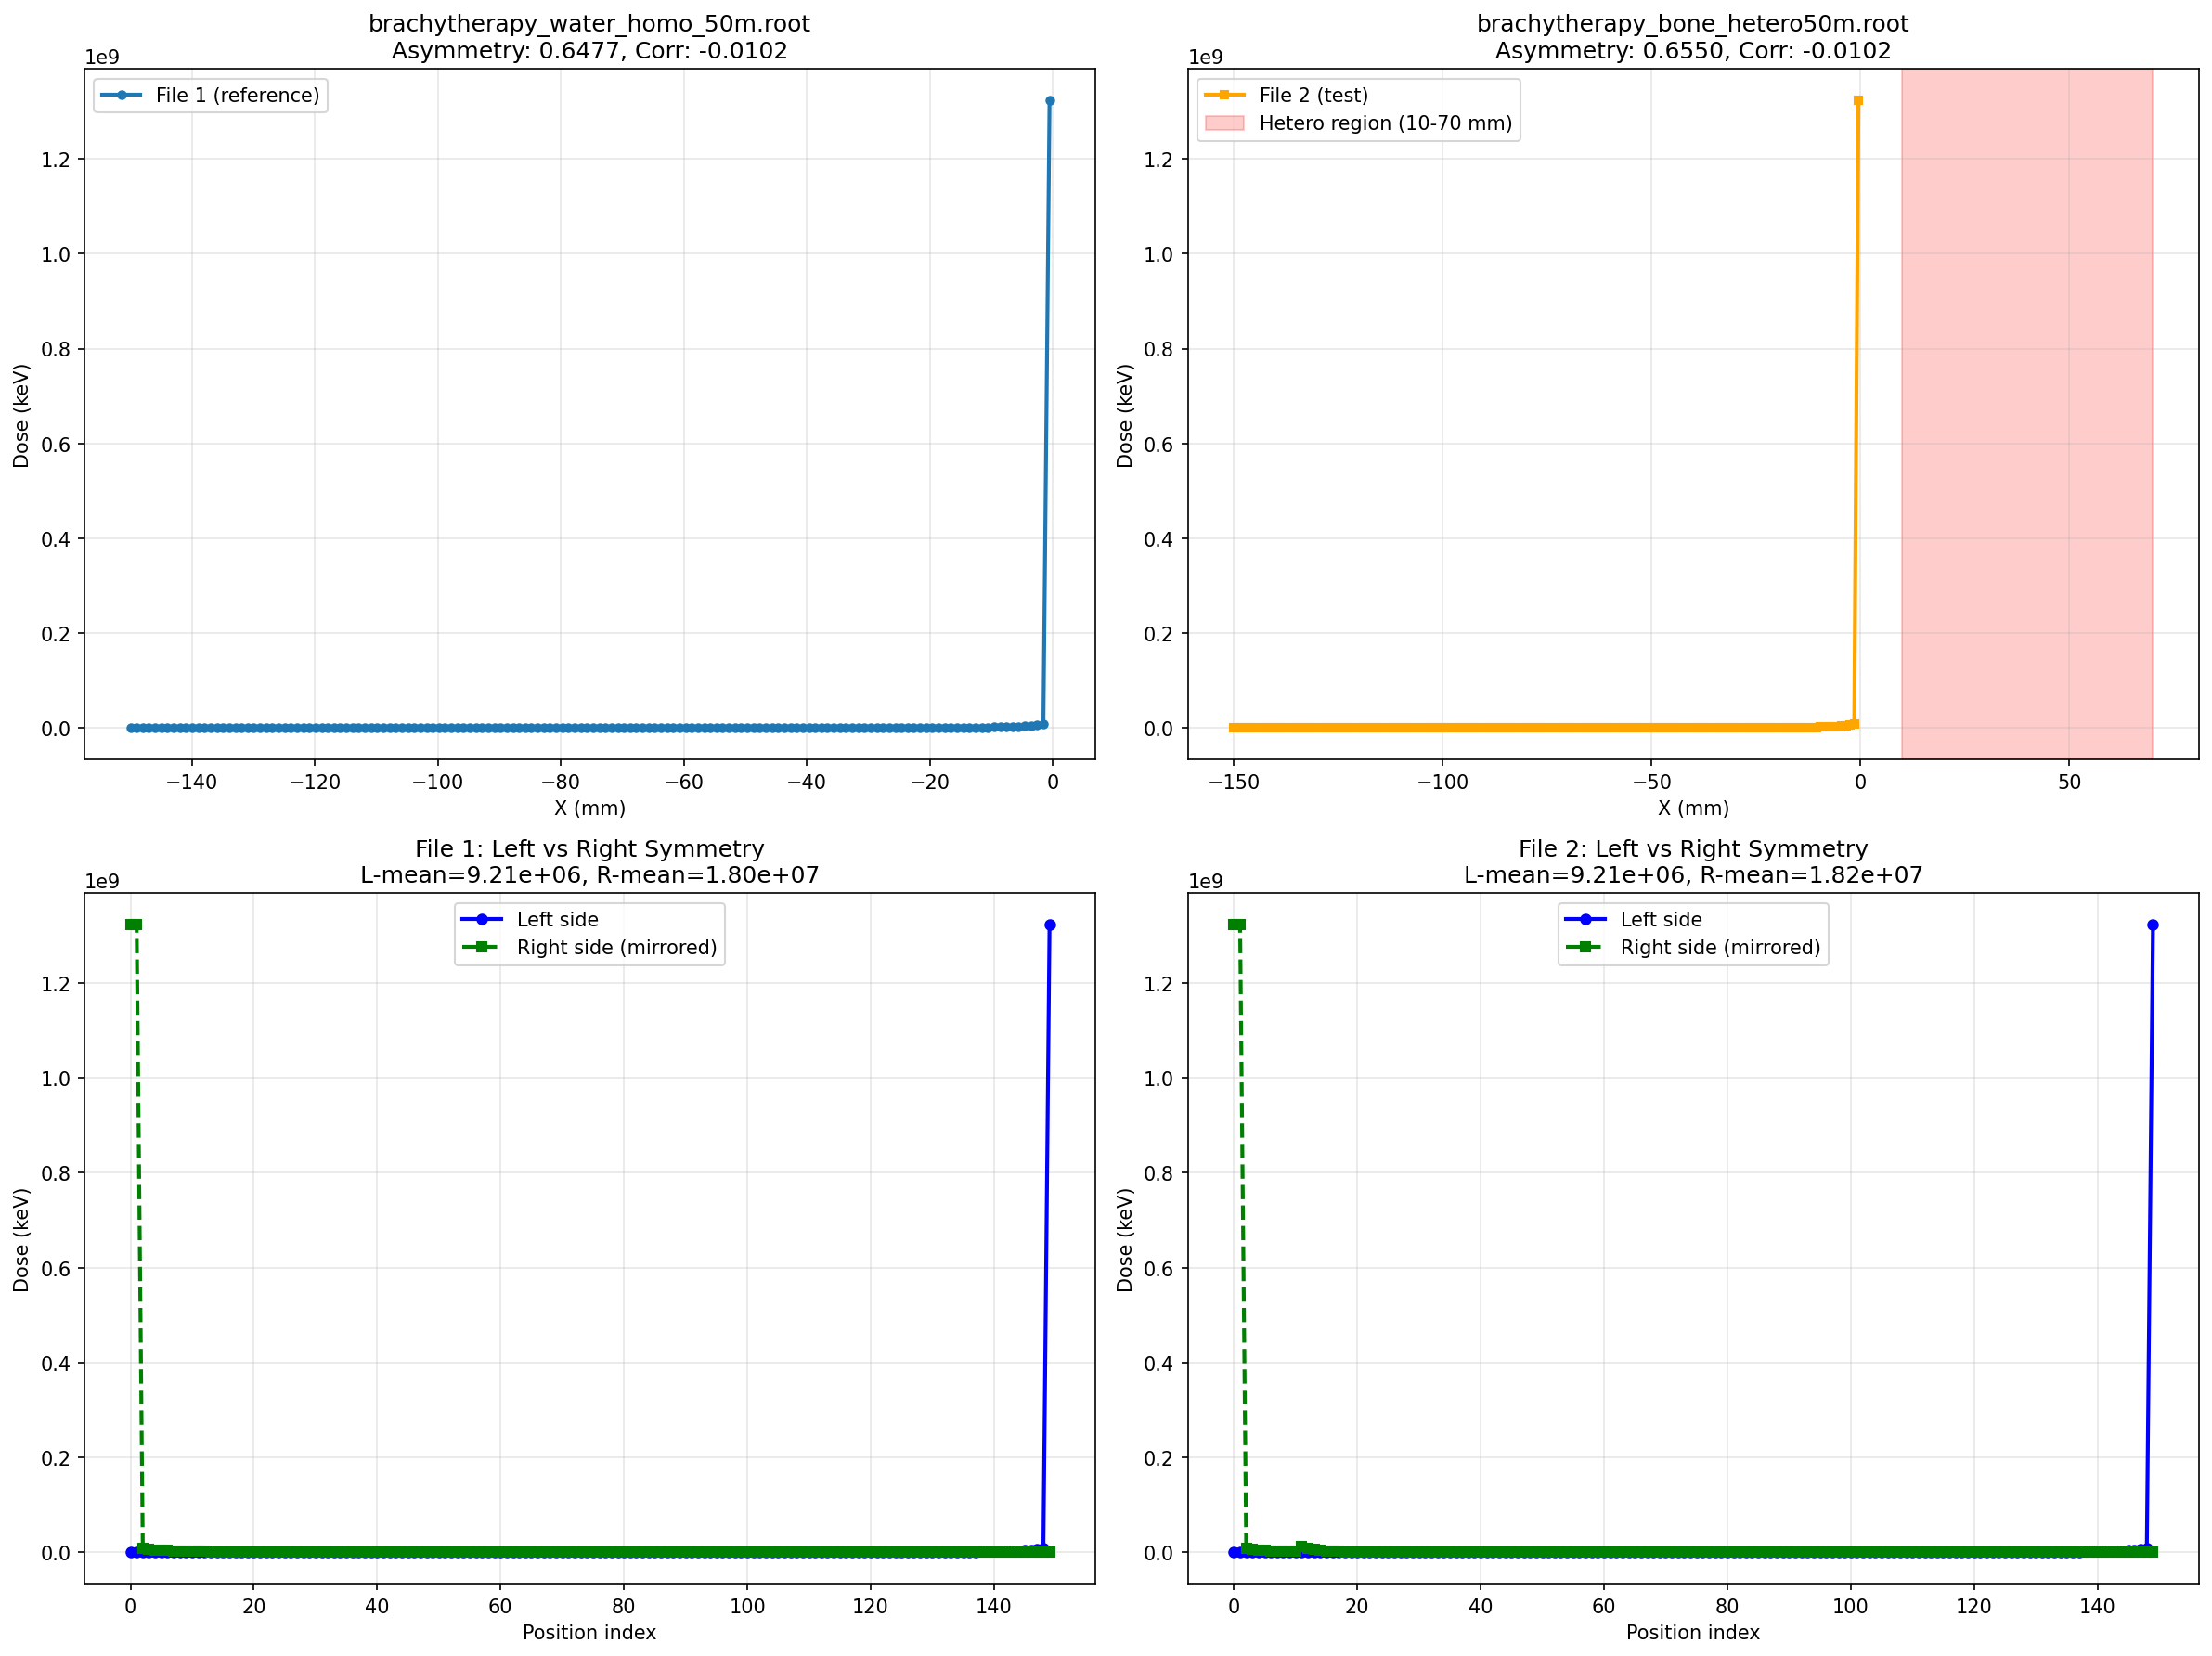 brachytherapy_water_homo_50m.root
Asymmetry: 0.6477, Corr: -0.0102
1e9
File 1 (reference)
Dose (keV)
1.2
1.0
0.8
0.6
0.4
0.2
0.0
−140 −120 −100 −80 −60 −40 −20 0
X (mm)
brachytherapy_bone_hetero50m.root
Asymmetry: 0.6550, Corr: -0.0102
1e9
File 2 (test)
Hetero region (10-70 mm)
Dose (keV)
1.2
1.0
0.8
0.6
0.4
0.2
0.0
−150 −100 −50 0 50
X (mm)
File 1: Left vs Right Symmetry
L-mean=9.21e+06, R-mean=1.80e+07
1e9
Left side
Right side (mirrored)
Dose (keV)
1.2
1.0
0.8
0.6
0.4
0.2
0.0
0 20 40 60 80 100 120 140
Position index
File 2: Left vs Right Symmetry
L-mean=9.21e+06, R-mean=1.82e+07
1e9
Left side
Right side (mirrored)
Dose (keV)
1.2
1.0
0.8
0.6
0.4
0.2
0.0
0 20 40 60 80 100 120 140
Position index